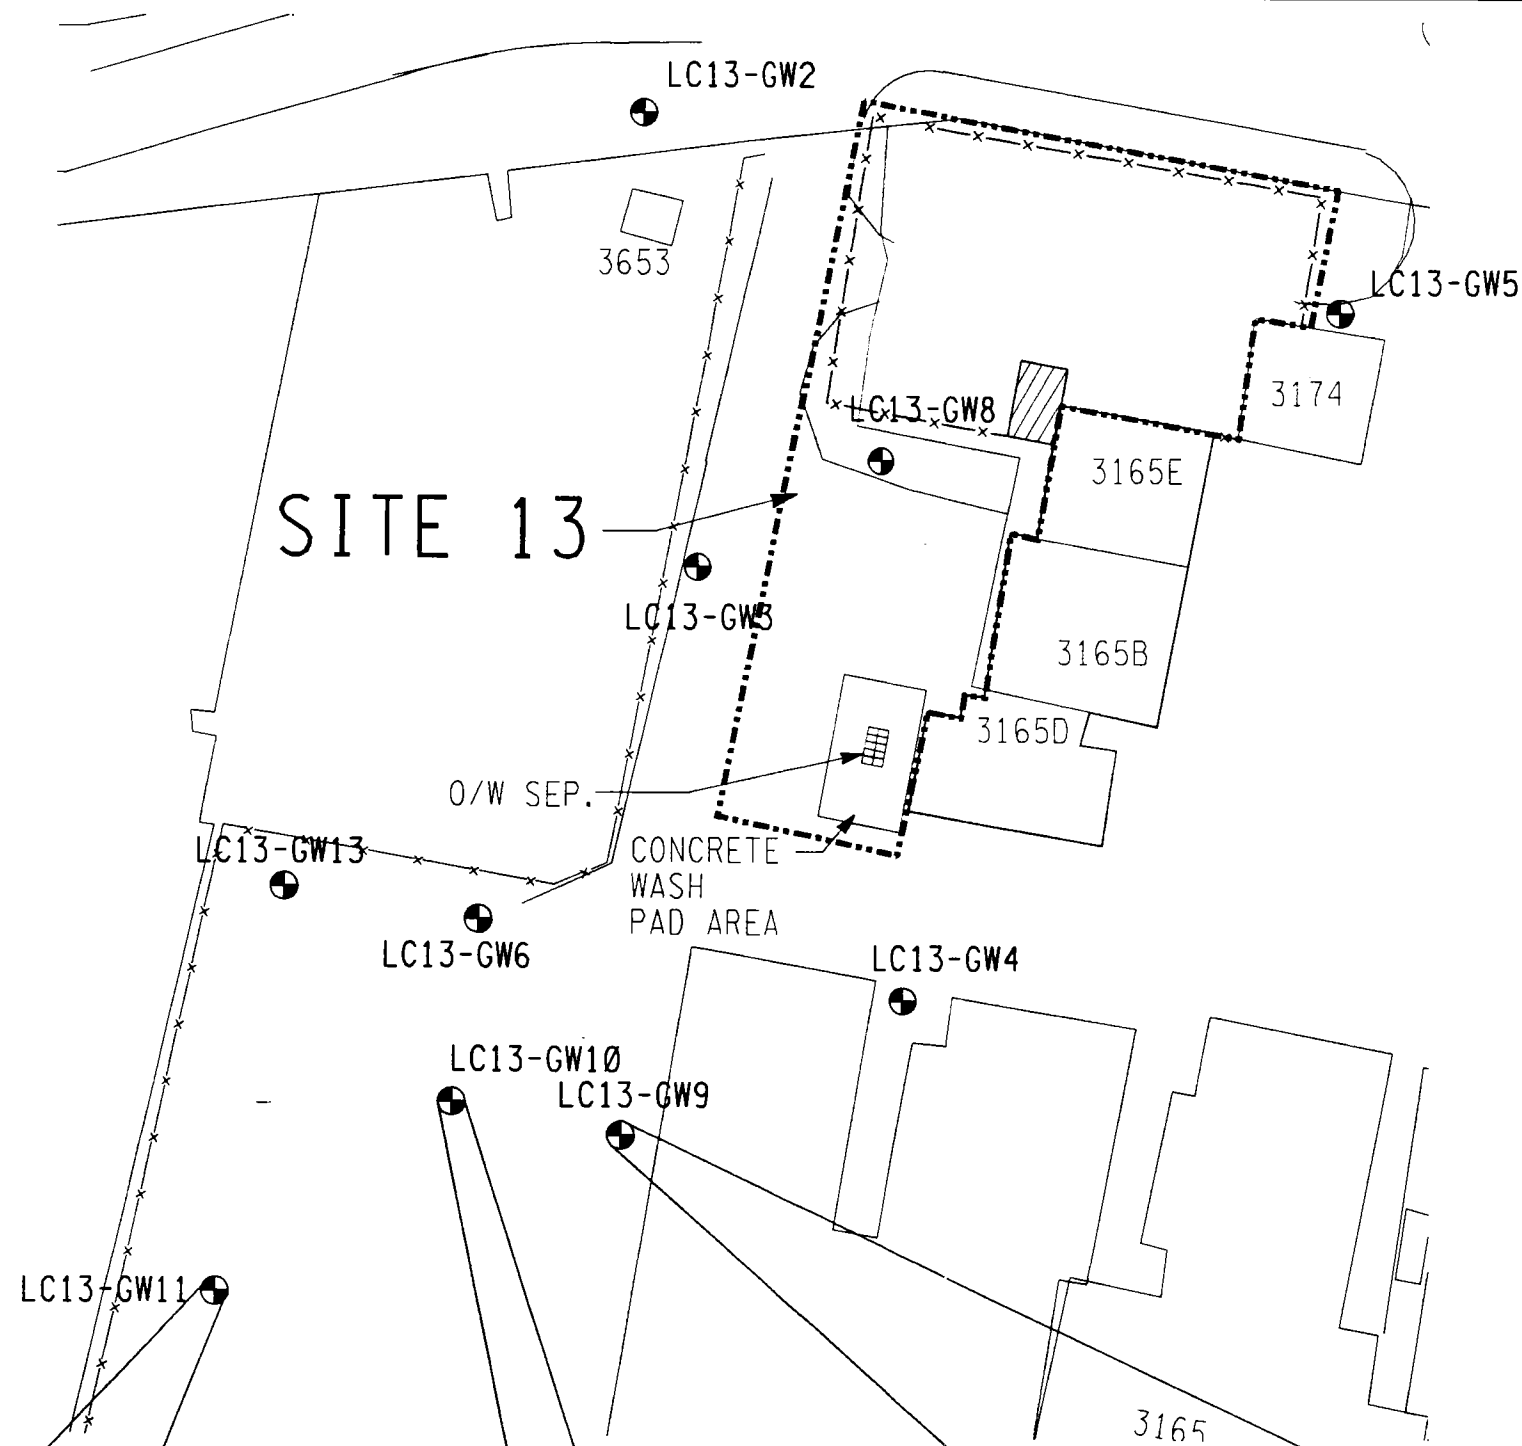 LC13-GW2
3653
LC13-GW5
3174
LC13-GW8
3165E
SITE 13
LC13-GW3
3165B
3165D
O/W SEP.
LC13-GW13
CONCRETE
WASH
PAD AREA
LC13-GW6
LC13-GW4
LC13-GW10
LC13-GW9
LC13-GW11
3165